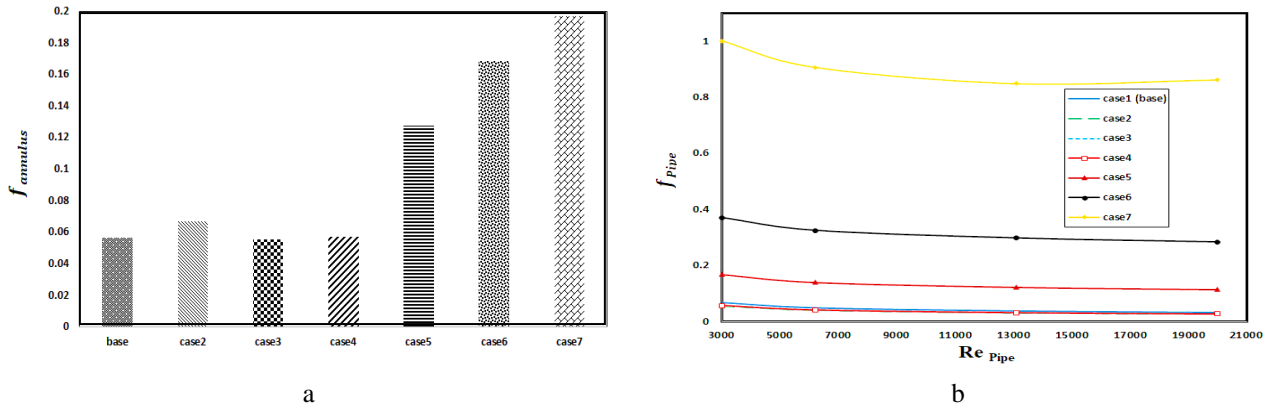 0.2
0.18
0.16
0.14
0.12
0.1
0.08
0.06
0.04
0.02
0
f annulus
base case2 case3 case4 case5 case6 case7
a
1
0.8
0.6
0.4
0.2
0
f Pipe
case1 (base)
case2
case3
case4
case5
case6
case7
3000 5000 7000 9000 11000 13000 15000 17000 19000 21000
Re Pipe
b